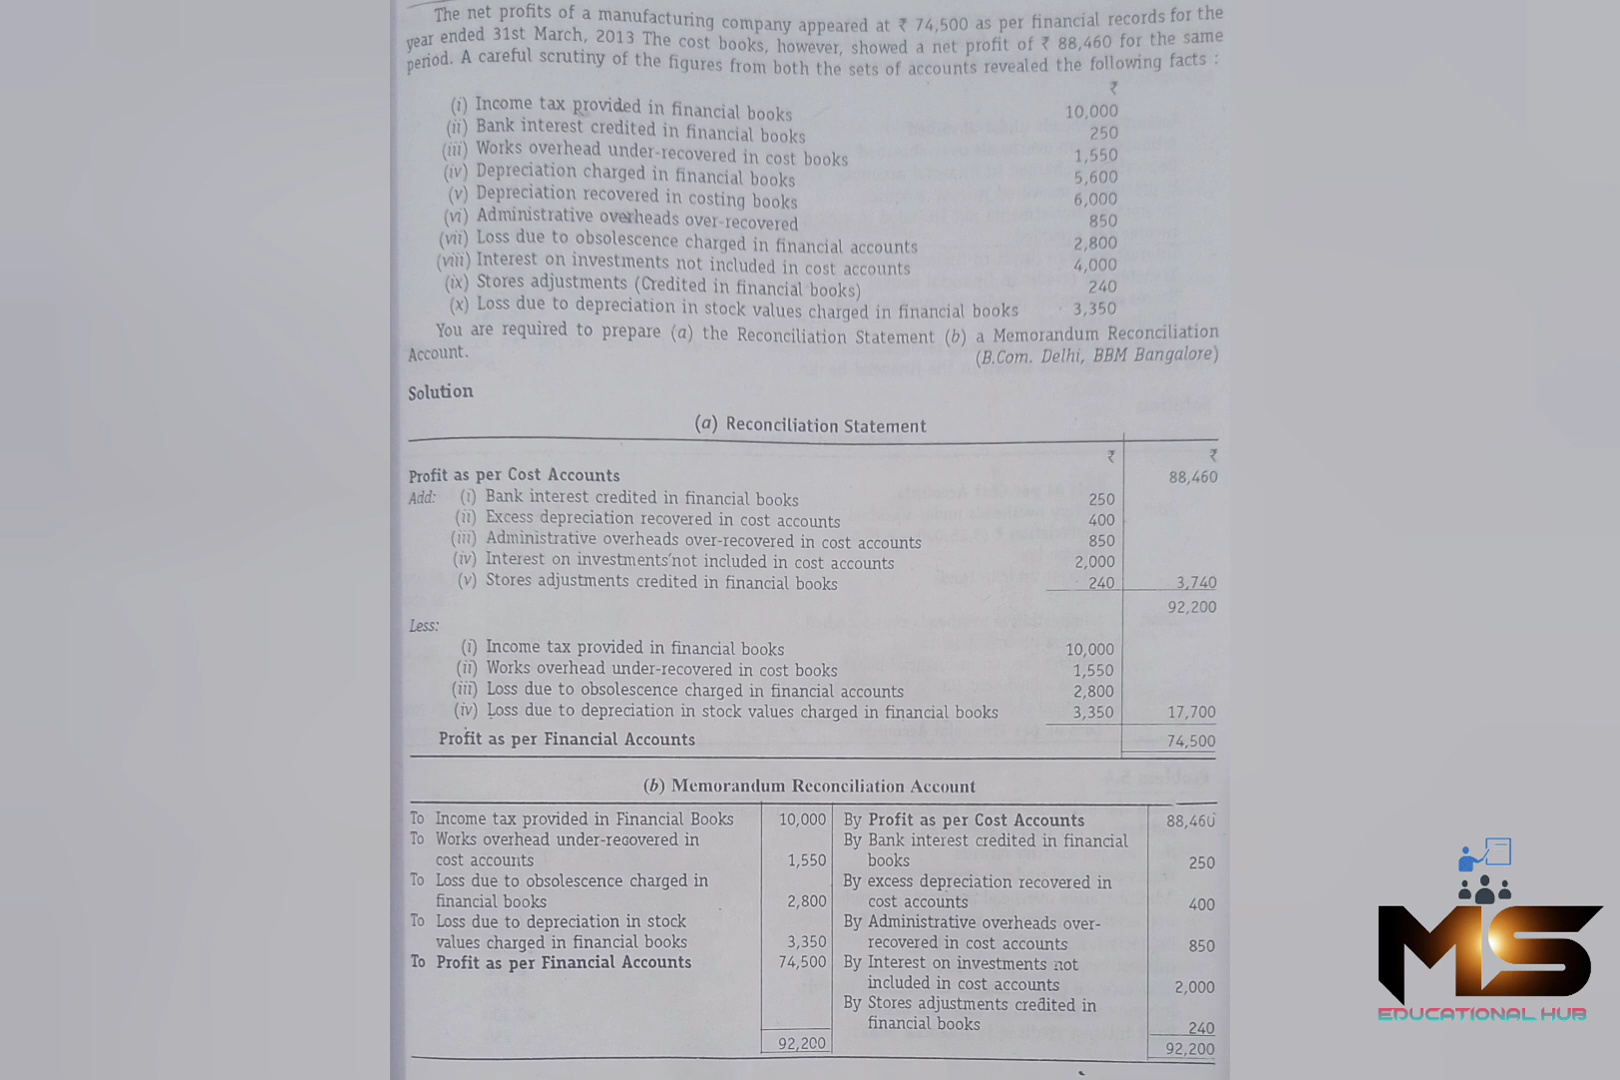 The net profits of a manufacturing company appeared at ₹ 74,500 as per financial records for the
year ended 31st March, 2013 The cost books, however, showed a net profit of ₹ 88,460 for the same
period. A careful scrutiny of the figures from both the sets of accounts revealed the following facts :
₹
(i) Income tax provided in financial books 10,000
(ii) Bank interest credited in financial books 250
(iii) Works overhead under-recovered in cost books 1,550
(iv) Depreciation charged in financial books 5,600
(v) Depreciation recovered in costing books 6,000
(vi) Administrative overheads over-recovered 850
(vii) Loss due to obsolescence charged in financial accounts 2,800
(viii) Interest on investments not included in cost accounts 4,000
(ix) Stores adjustments (Credited in financial books) 240
(x) Loss due to depreciation in stock values charged in financial books 3,350
You are required to prepare (a) the Reconciliation Statement (b) a Memorandum Reconciliation
Account. (B.Com. Delhi, BBM Bangalore)
Solution
(a) Reconciliation Statement
₹ ₹
Profit as per Cost Accounts 88,460
Add: (i) Bank interest credited in financial books 250
(ii) Excess depreciation recovered in cost accounts 400
(iii) Administrative overheads over-recovered in cost accounts 850
(iv) Interest on investments not included in cost accounts 2,000
(v) Stores adjustments credited in financial books 240 3,740
92,200
Less:
(i) Income tax provided in financial books 10,000
(ii) Works overhead under-recovered in cost books 1,550
(iii) Loss due to obsolescence charged in financial accounts 2,800
(iv) Loss due to depreciation in stock values charged in financial books 3,350 17,700
Profit as per Financial Accounts 74,500
(b) Memorandum Reconciliation Account
To Income tax provided in Financial Books 10,000 By Profit as per Cost Accounts 88,460
To Works overhead under-recovered in By Bank interest credited in financial
cost accounts 1,550 books 250
To Loss due to obsolescence charged in By excess depreciation recovered in
financial books 2,800 cost accounts 400
To Loss due to depreciation in stock By Administrative overheads over-
values charged in financial books 3,350 recovered in cost accounts 850
To Profit as per Financial Accounts 74,500 By Interest on investments not
included in cost accounts 2,000
By Stores adjustments credited in
financial books 240
92,200 92,200
MS
EDUCATIONAL HUB